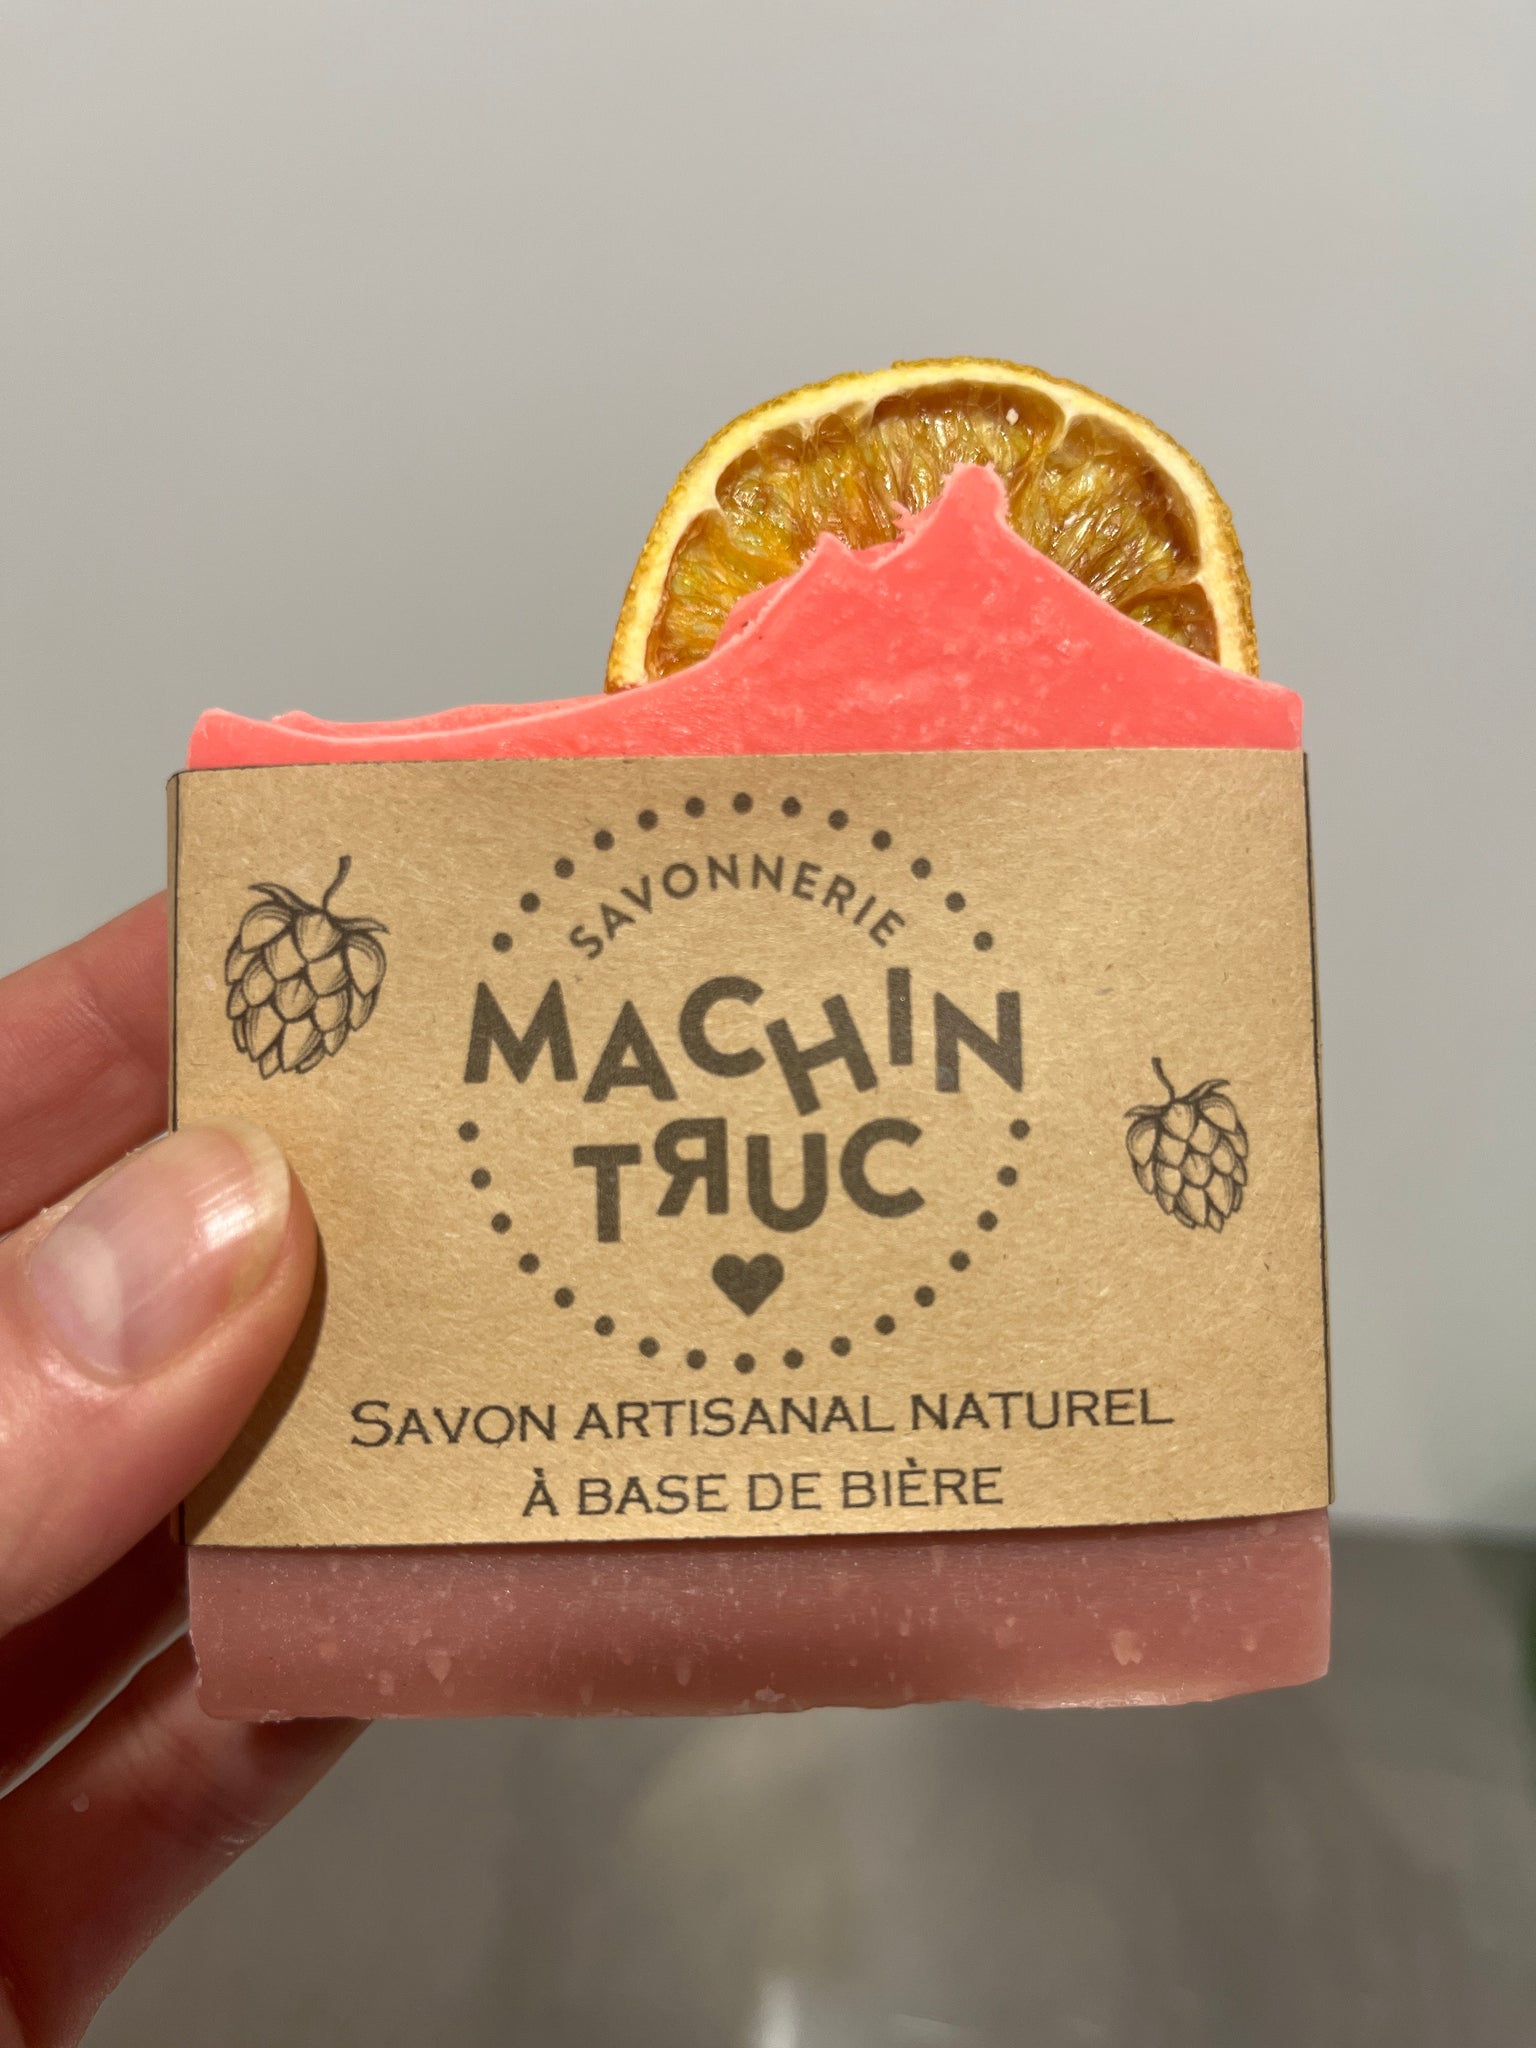 SAVONNERIE
MACHIN
TRUC
SAVON ARTISANAL NATUREL
À BASE DE BIÈRE